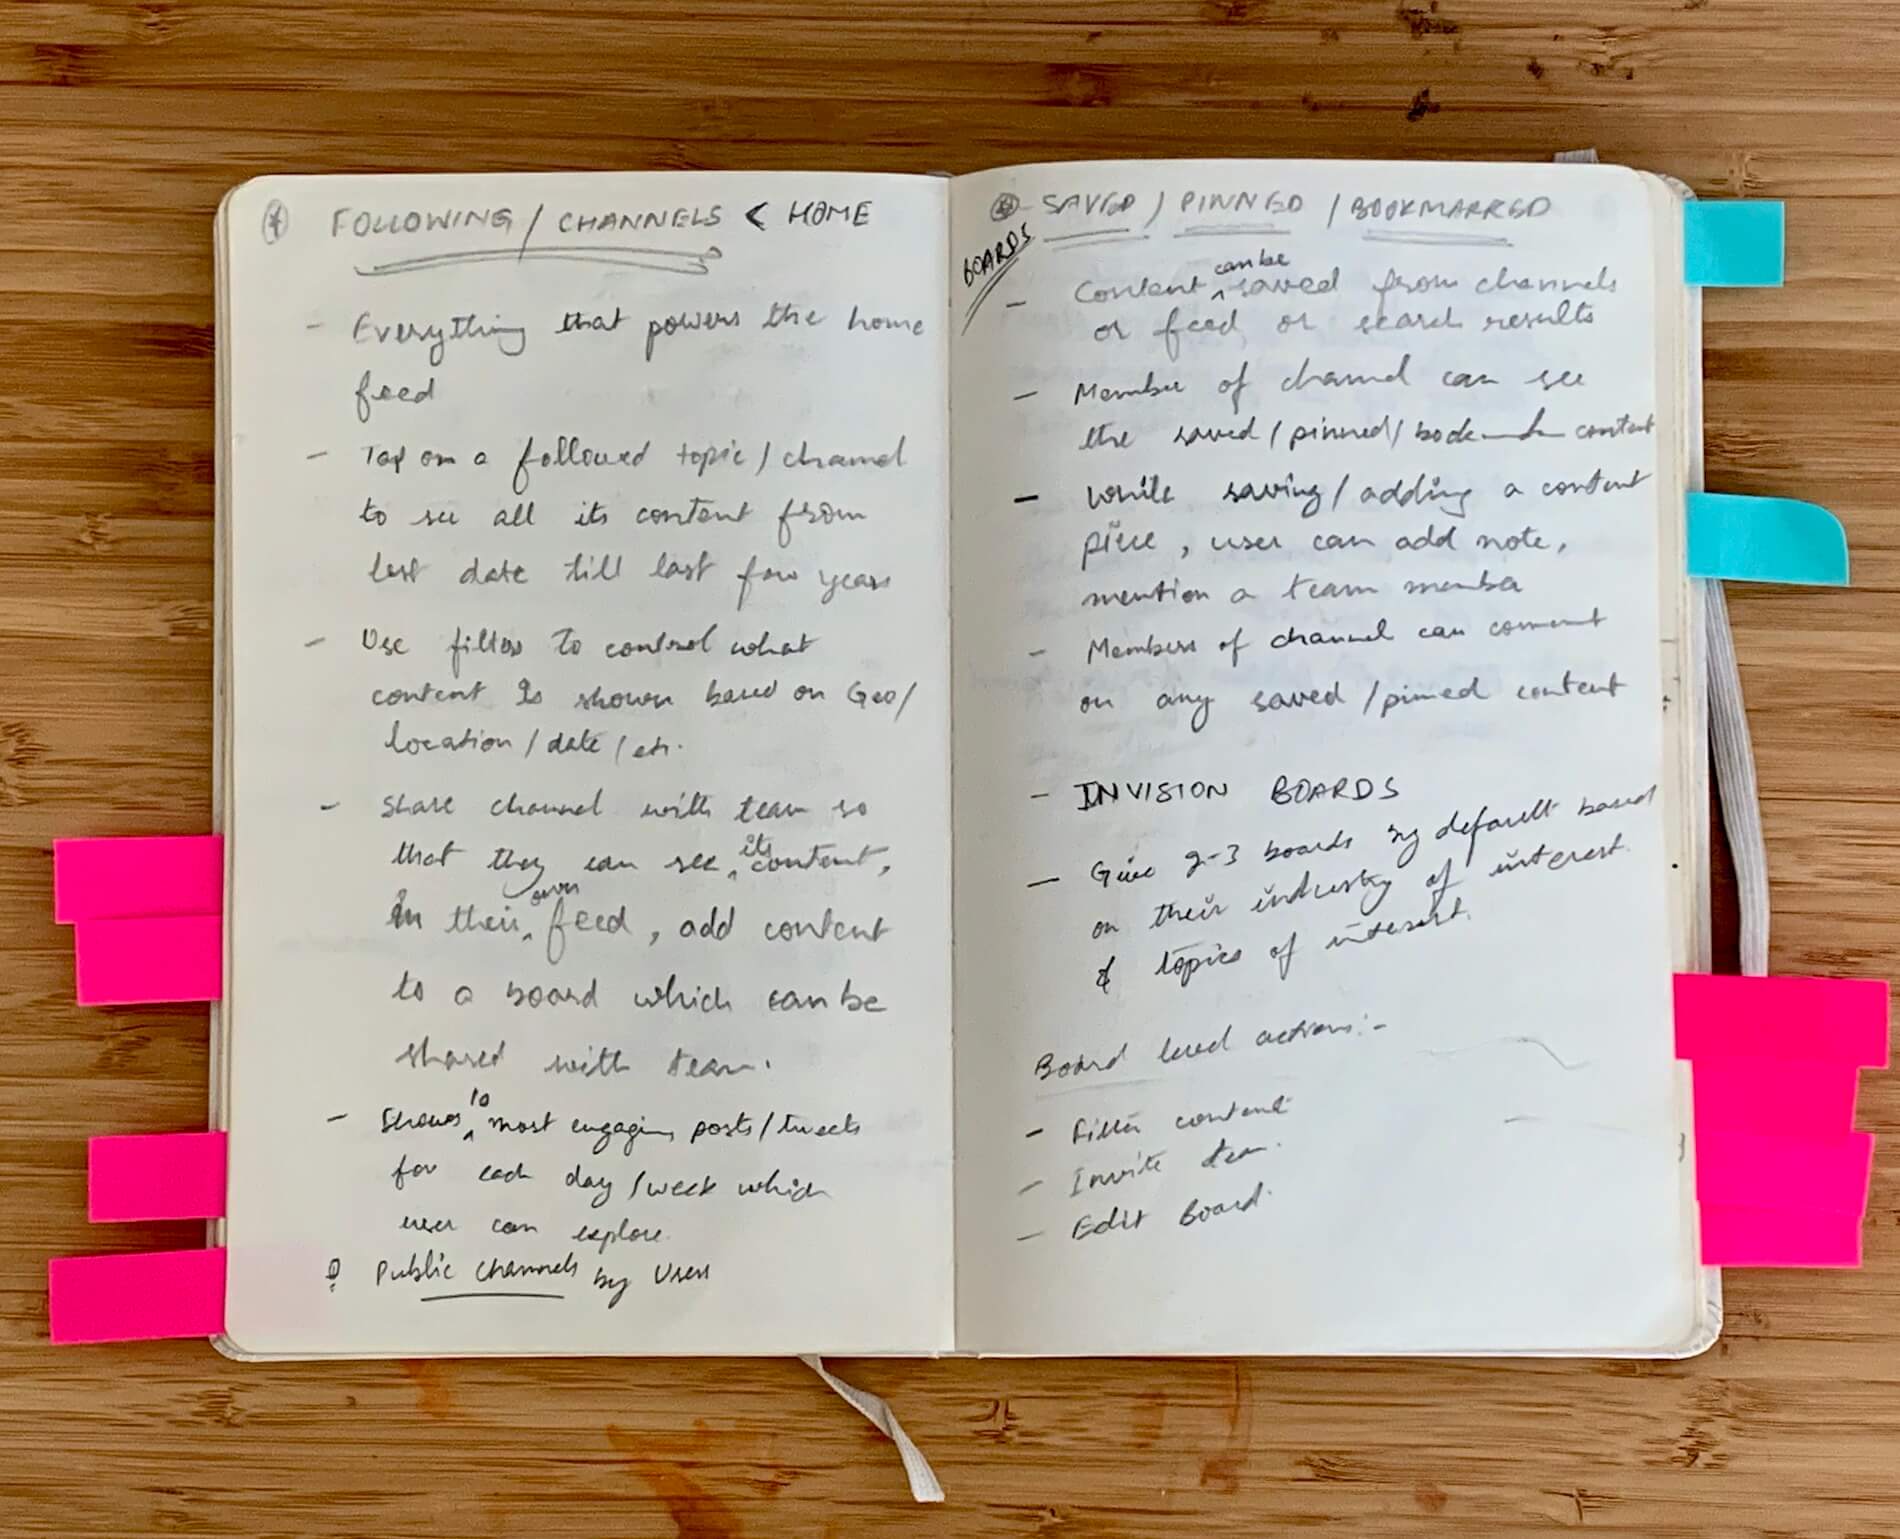 FOLLOWING / CHANNELS < HOME
- Everything that powers the home
feed
- Tap on a followed topic / channel
to see all its content from
last date till last few years
- Use filters to control what
content is shown based on Geo/
location / date / etc.
- Share channel with team so
that they can see its content,
in their own feed, add content
to a board which can be
shared with team.
- Shows 10 most engaging posts / tweets
for each day / week which
user can explore.
Public channels by Users
SAVED / PINNED / BOOKMARKED
BOARDS
- Content can be saved from channels
or feed or search results
- Member of channel can see
the saved / pinned / content
- While saving / adding a content
piece, user can add note,
mention a team member
- Members of channel can comment
on any saved / pinned content
- INVISION BOARDS
- Give 2-3 boards by default based
on their industry of interest
& topics of interest.
Board level actions:-
- Filter content
- Invite team.
- Edit Board.